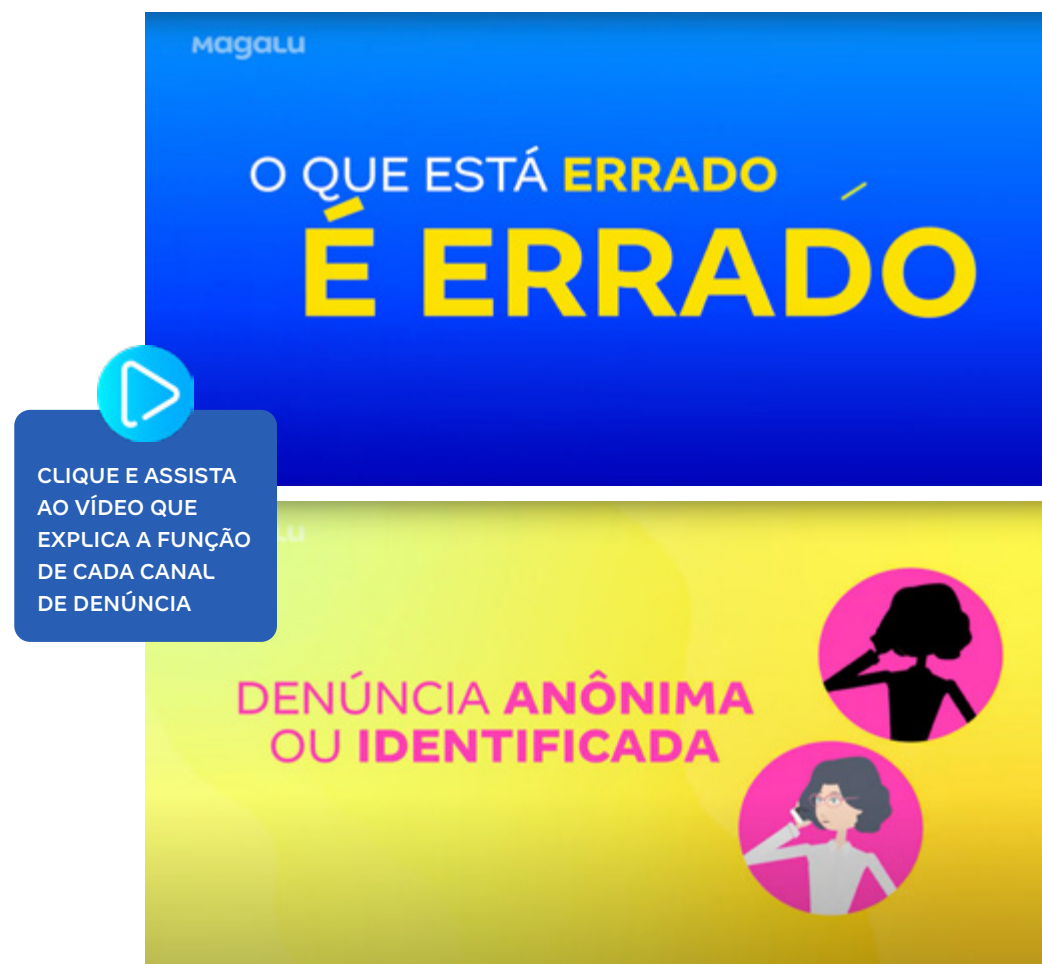 Magalu
O QUE ESTÁ ERRADO
É ERRADO
CLIQUE E ASSISTA
AO VÍDEO QUE
EXPLICA A FUNÇÃO
DE CADA CANAL
DE DENÚNCIA
LU
DENÚNCIA ANÔNIMA
OU IDENTIFICADA